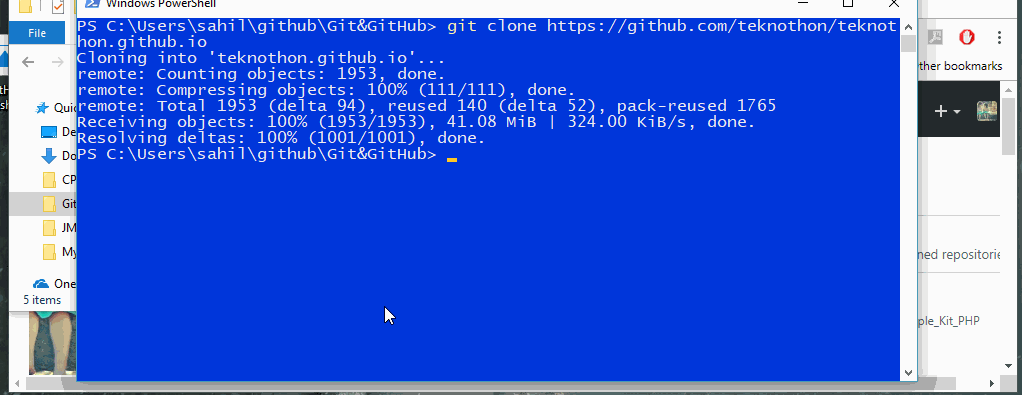 Windows PowerShell
File
PS C:\Users\sahil\github\Git&GitHub> git clone https://github.com/teknothon/teknot
hon.github.io
Cloning into 'teknothon.github.io'...
remote: Counting objects: 1953, done.
remote: Compressing objects: 100% (111/111), done.
remote: Total 1953 (delta 94), reused 140 (delta 52), pack-reused 1765
Receiving objects: 100% (1953/1953), 41.08 MiB | 324.00 KiB/s, done.
Resolving deltas: 100% (1001/1001), done.
PS C:\Users\sahil\github\Git&GitHub>
ther bookmarks
Quic
De
Do
CP
Git
JM
My
One
5 items
ned repositorie
ple_Kit_PHP